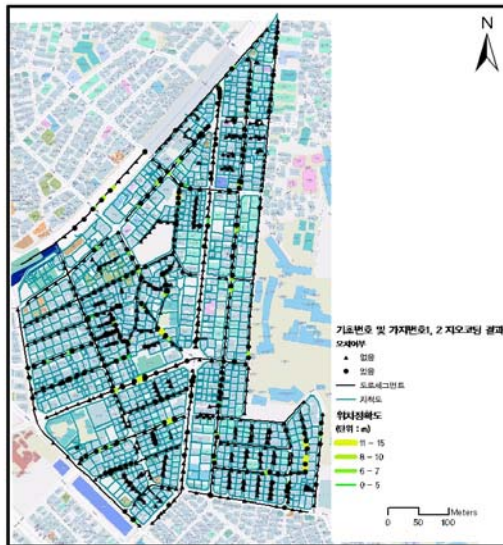 N
기초번호 및 가지번호1, 2 지오코딩 결과
오차여부
없음
있음
도로세그먼트
지적도
위치정확도
(단위 : m)
11 - 15
8 - 10
6 - 7
0 - 5
Meters
0 50 100